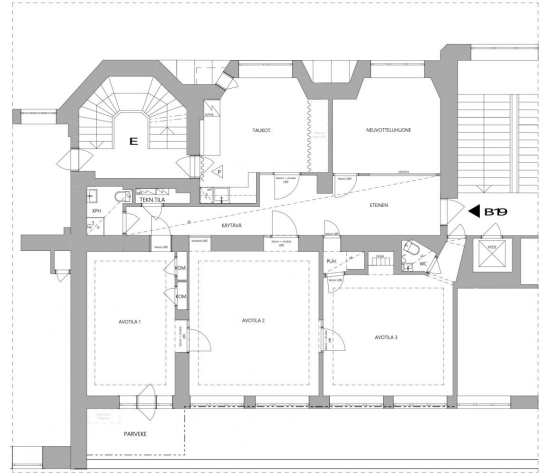 E
TAUKOT.
NEUVOTTELUHUONE
P
KPH
TEKN.TILA
ETEINEN
KÄYTÄVÄ
B19
HISSI
WC
PUH.
KOM.
KOM.
AVOTILA 1
AVOTILA 2
AVOTILA 3
PARVEKE